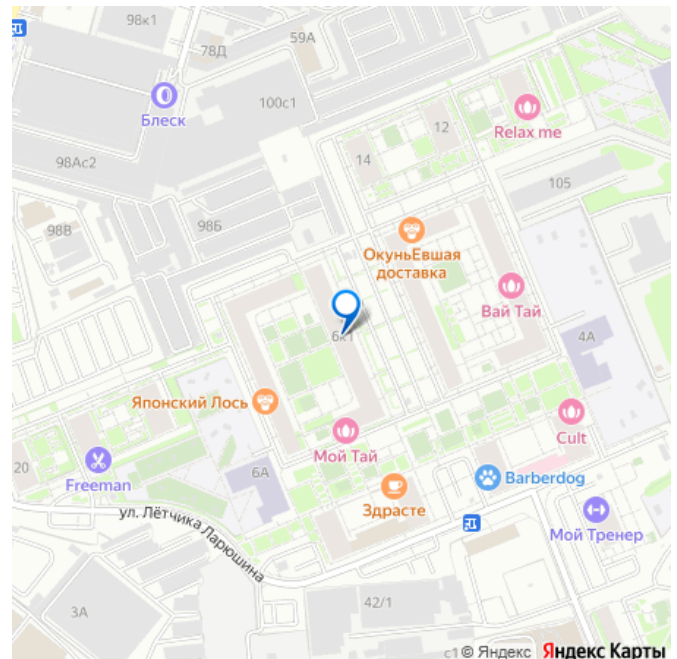 98к1
59А
78Д
100с1
Блеск
12
Relax me
14
98Ас2
105
98Б
98В
ОкуньЕвшая
доставка
Вай Тай
6к1
4А
Японский Лось
Мой Тай
Cult
20
Freeman
6А
Barberdog
Здрасте
ул. Лётчика Ларюшина
Мой Тренер
3А
42/1
с1
© Яндекс Яндекс Карты